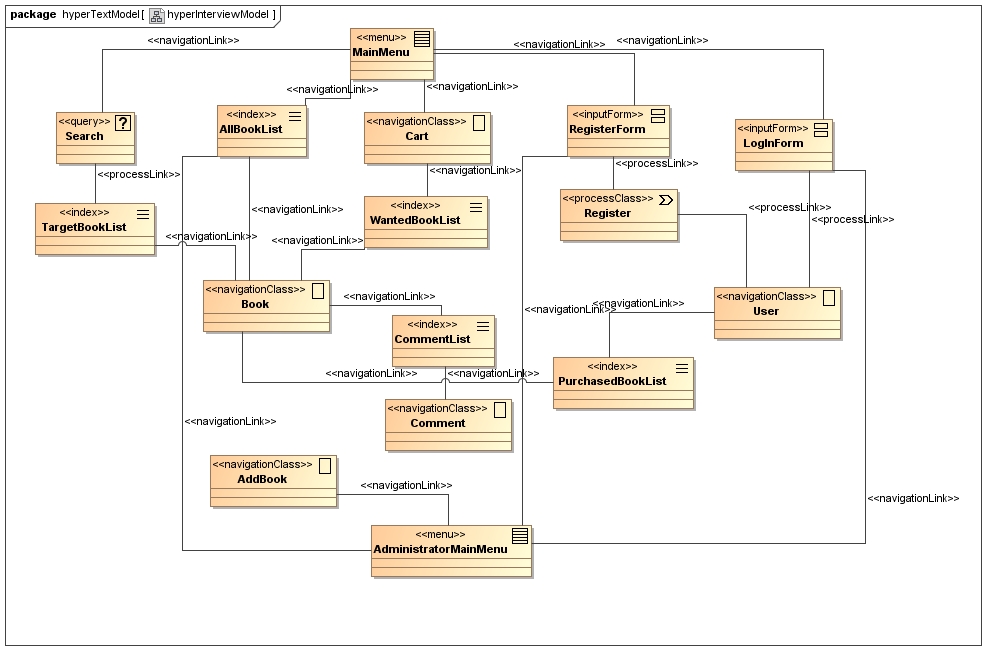 package hyperTextModel[ hyperInterviewModel ]
<<navigationLink>>
<<menu>>
MainMenu
<<navigationLink>>
<<navigationLink>>
<<navigationLink>>
<<navigationLink>>
<<query>>
?
Search
<<index>>
AllBookList
<<navigationClass>>
Cart
<<inputForm>>
RegisterForm
<<inputForm>>
LogInForm
<<processLink>>
<<navigationLink>>
<<processLink>>
<<index>>
TargetBookList
<<navigationLink>>
<<index>>
WantedBookList
<<processClass>>
Register
<<processLink>>
<<processLink>>
<<navigationLink>>
<<navigationLink>>
<<navigationClass>>
Book
<<navigationLink>>
<<navigationLink>>
<<navigationLink>>
<<navigationClass>>
User
<<index>>
CommentList
<<navigationLink>>
<<navigationLink>>
<<index>>
PurchasedBookList
<<navigationClass>>
Comment
<<navigationLink>>
<<navigationClass>>
AddBook
<<navigationLink>>
<<navigationLink>>
<<menu>>
AdministratorMainMenu